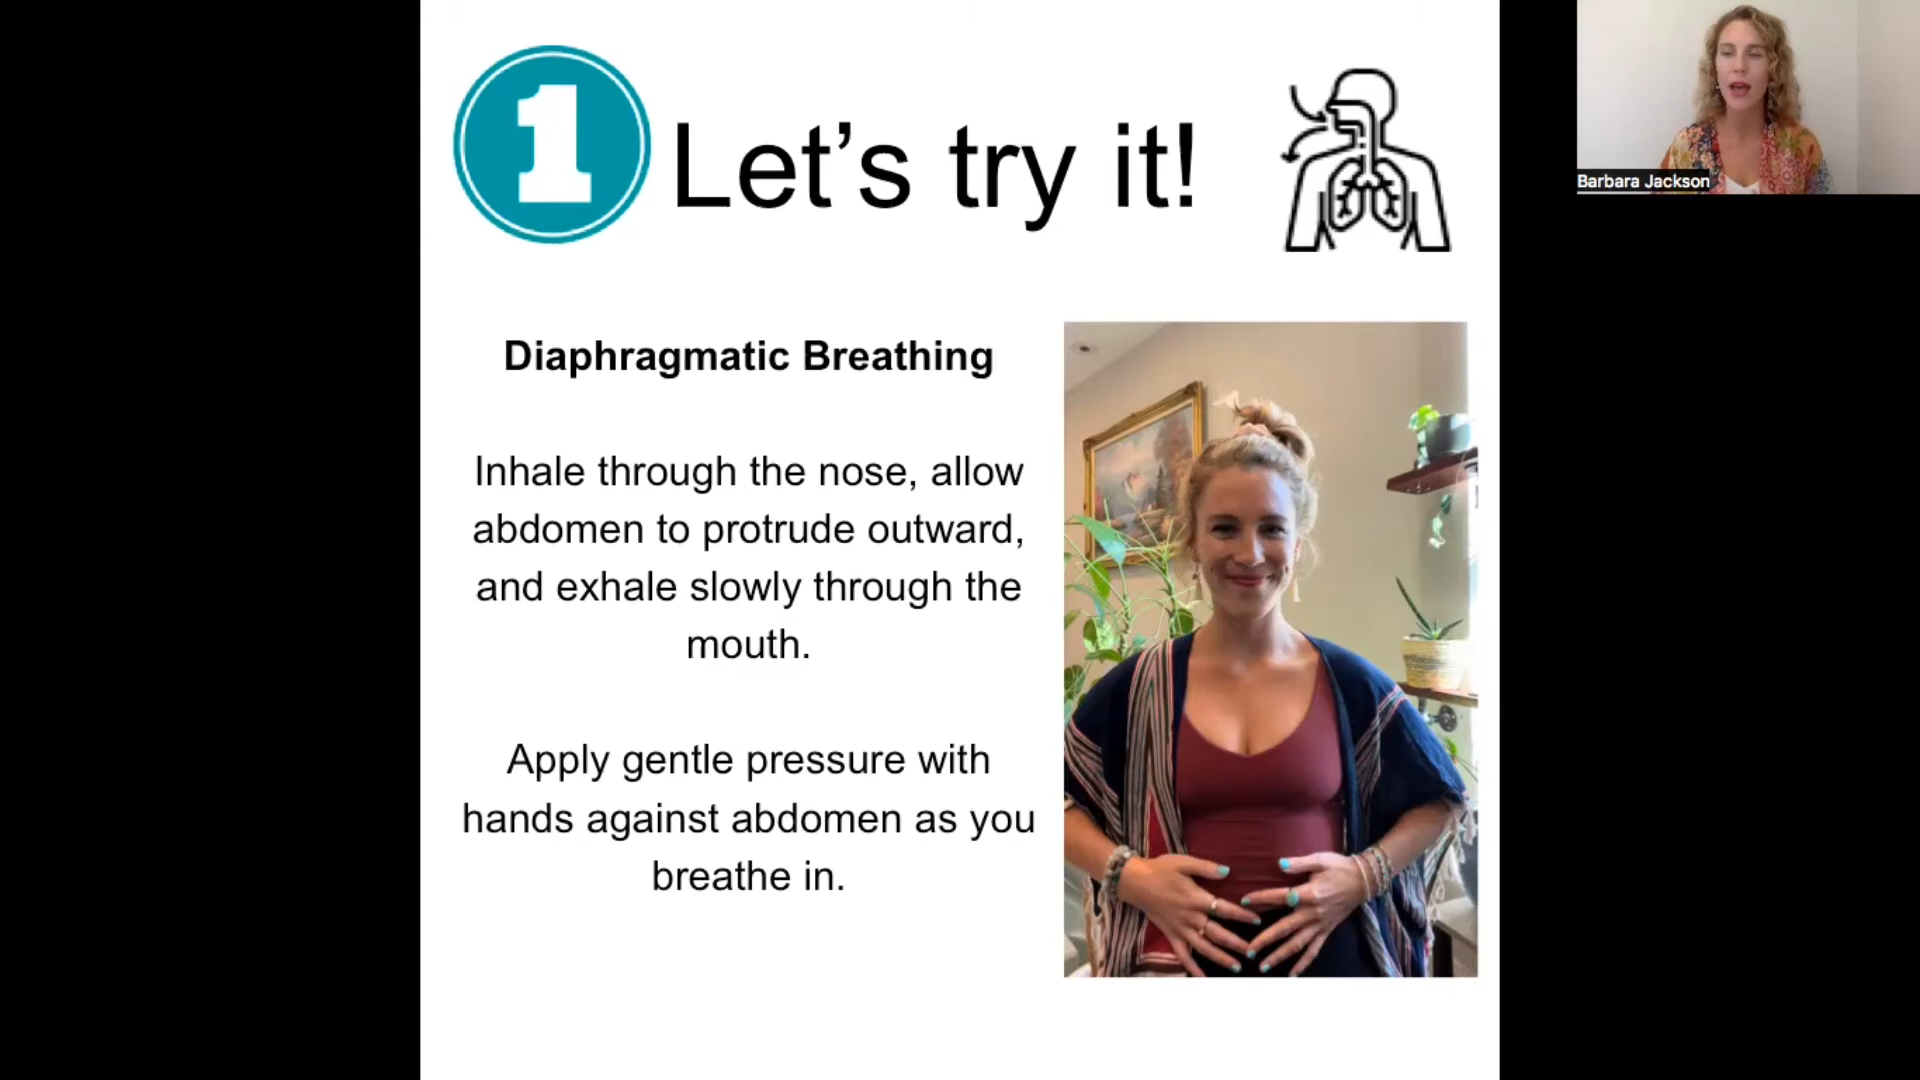 1 Let’s try it!
Barbara Jackson
Diaphragmatic Breathing
Inhale through the nose, allow
abdomen to protrude outward,
and exhale slowly through the
mouth.
Apply gentle pressure with
hands against abdomen as you
breathe in.